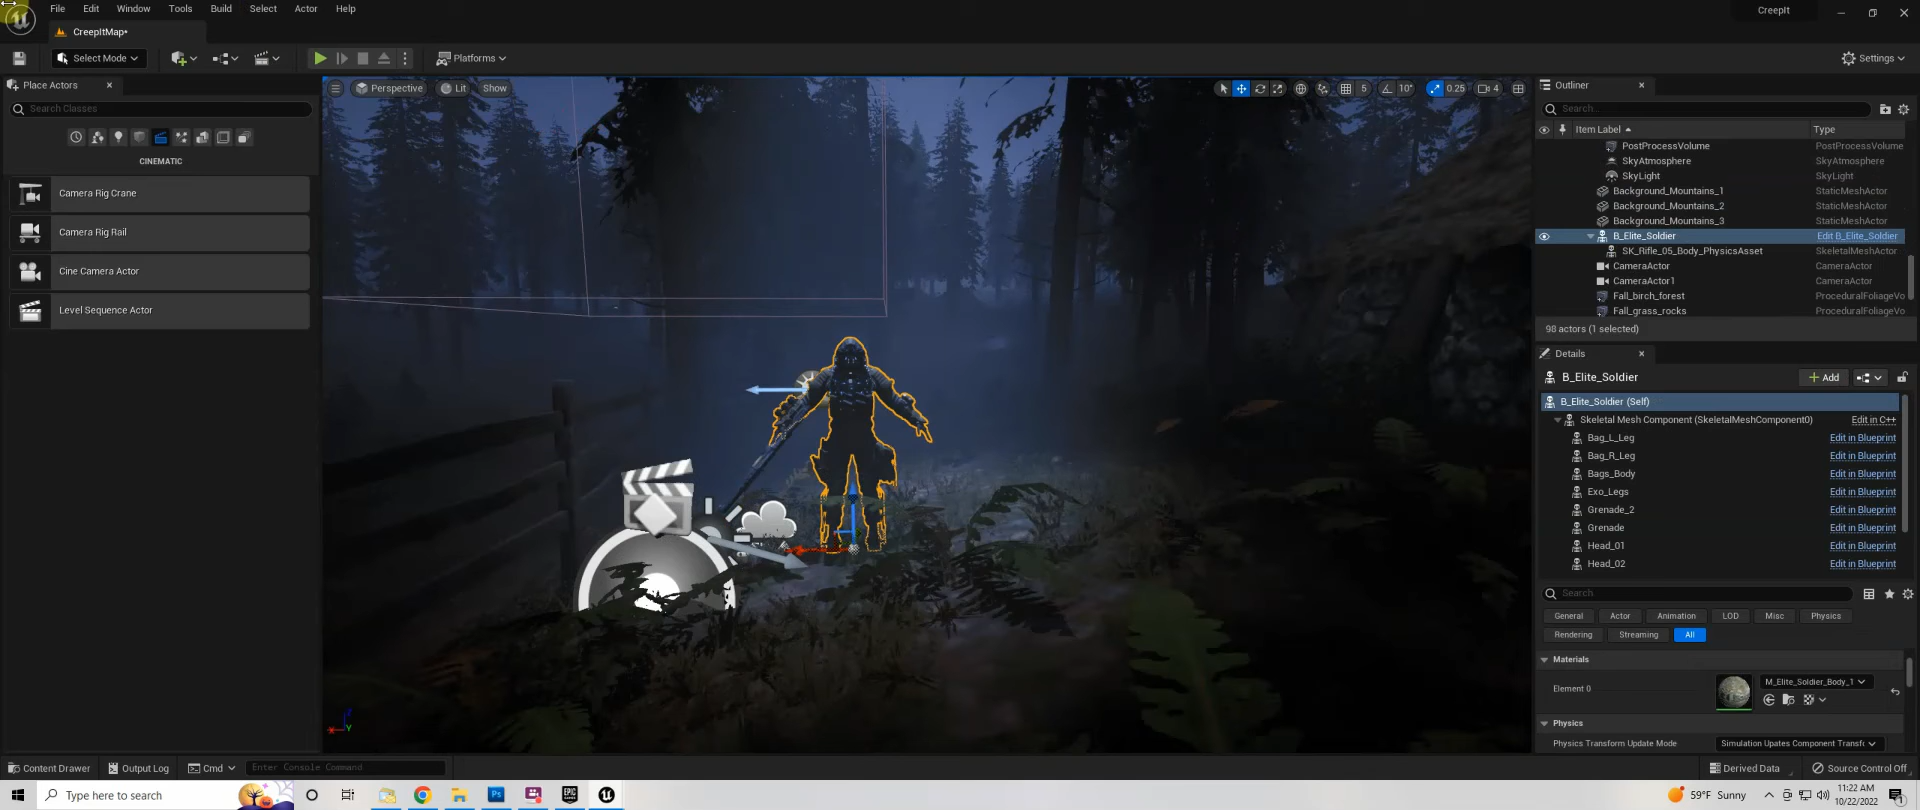 File Edit Window Tools Build Select Actor Help
CreepIt
CreepItMap*
Select Mode
Platforms
Settings
Place Actors
Search Classes
CINEMATIC
Camera Rig Crane
Camera Rig Rail
Cine Camera Actor
Level Sequence Actor
Perspective Lit Show
5 10° 0.25 4
Outliner
Search...
Item Label Type
PostProcessVolume PostProcessVolume
SkyAtmosphere SkyAtmosphere
SkyLight SkyLight
Background_Mountains_1 StaticMeshActor
Background_Mountains_2 StaticMeshActor
Background_Mountains_3 StaticMeshActor
B_Elite_Soldier Edit B_Elite_Soldier
SK_Rifle_05_Body_PhysicsAsset SkeletalMeshActor
CameraActor CameraActor
CameraActor1 CameraActor
Fall_birch_forest ProceduralFoliageVo
Fall_grass_rocks ProceduralFoliageVo
98 actors (1 selected)
Details
B_Elite_Soldier
+ Add
B_Elite_Soldier (Self)
Skeletal Mesh Component (SkeletalMeshComponent0) Edit in C++
Bag_L_Leg Edit in Blueprint
Bag_R_Leg Edit in Blueprint
Bags_Body Edit in Blueprint
Exo_Legs Edit in Blueprint
Grenade_2 Edit in Blueprint
Grenade Edit in Blueprint
Head_01 Edit in Blueprint
Head_02 Edit in Blueprint
Search
General Actor Animation LOD Misc Physics
Rendering Streaming All
Materials
Element 0
M_Elite_Soldier_Body_1
Physics
Physics Transform Update Mode Simulation Upates Component Transfo
Z
X Y
Content Drawer Output Log Cmd Enter Console Command
Derived Data Source Control Off
Type here to search
Ps
EPIC GAMES
59°F Sunny
11:22 AM
10/22/2022
1